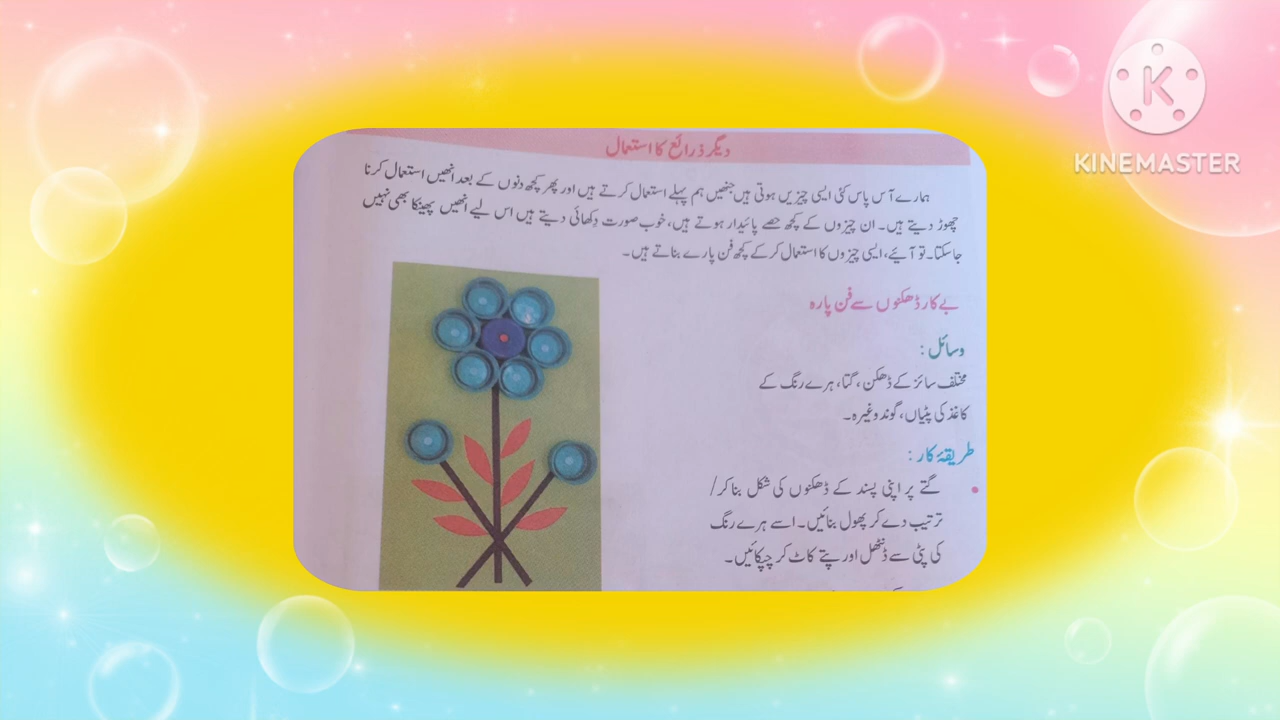 دیگر ذرائع کا استعمال
ہمارے آس پاس کئی ایسی چیزیں ہوتی ہیں جنھیں ہم پہلے استعمال کرتے ہیں اور پھر کچھ دنوں کے بعد انھیں استعمال کرنا
چھوڑ دیتے ہیں۔ ان چیزوں کے کچھ حصے پائیدار ہوتے ہیں، خوب صورت دِکھائی دیتے ہیں اس لیے انھیں پھینکا بھی نہیں
جاسکتا۔ تو آئیے، ایسی چیزوں کا استعمال کرکے کچھ فن پارے بناتے ہیں۔
بے کار ڈھکنوں سے فن پارہ
وسائل :
مختلف سائز کے ڈھکن، گتا، ہرے رنگ کے
کاغذ کی پٹیاں، گوند وغیرہ۔
طریقۂ کار :
• گتے پر اپنی پسند کے ڈھکنوں کی شکل بنا کر/
ترتیب دے کر پھول بنائیں۔ اسے ہرے رنگ
کی پٹی سے ڈنٹھل اور پتے کاٹ کر چپکائیں۔
K
KINEMASTER